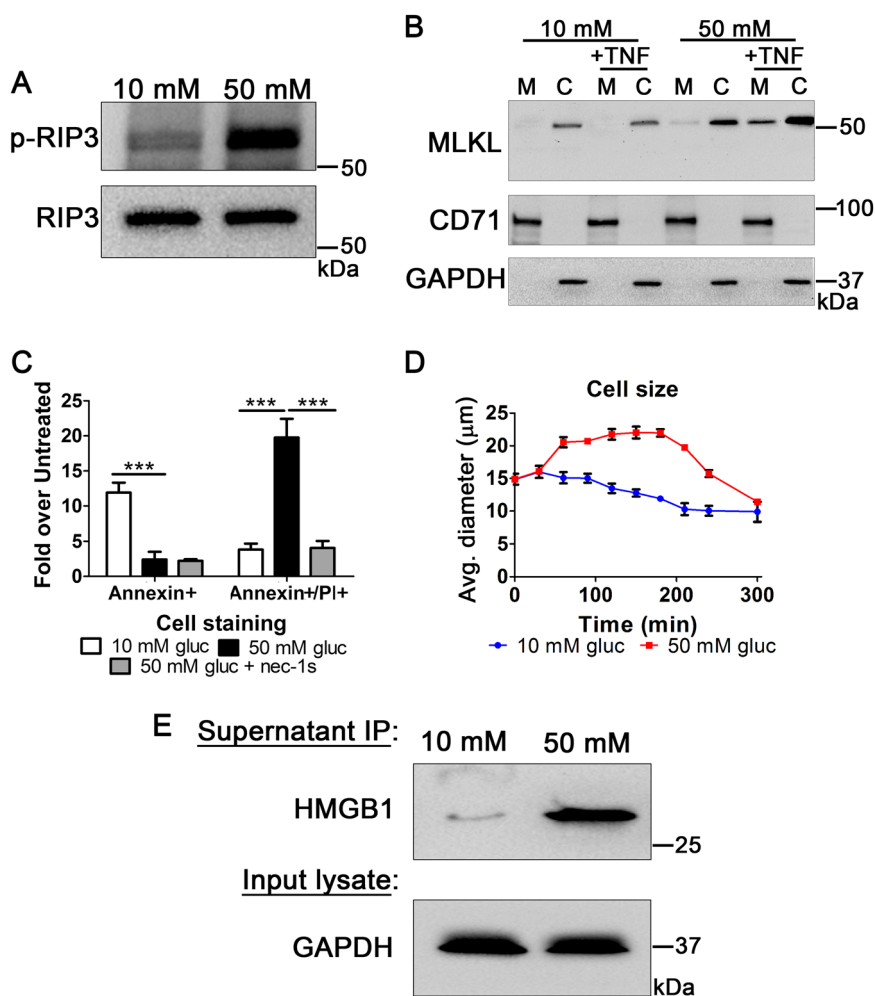 A
10 mM 50 mM
p-RIP3
50
RIP3
50
kDa
B
10 mM 50 mM
+TNF +TNF
M C M C M C M C
MLKL
50
CD71
100
GAPDH
37
kDa
C
Fold over Untreated
25
20
15
10
5
0
*** *** ***
Annexin+ Annexin+/PI+
Cell staining
10 mM gluc 50 mM gluc
50 mM gluc + nec-1s
D
Cell size
Avg. diameter (μm)
25
20
15
10
5
0
0 100 200 300
Time (min)
10 mM gluc 50 mM gluc
E
Supernatant IP:
10 mM 50 mM
HMGB1
25
Input lysate:
GAPDH
37
kDa